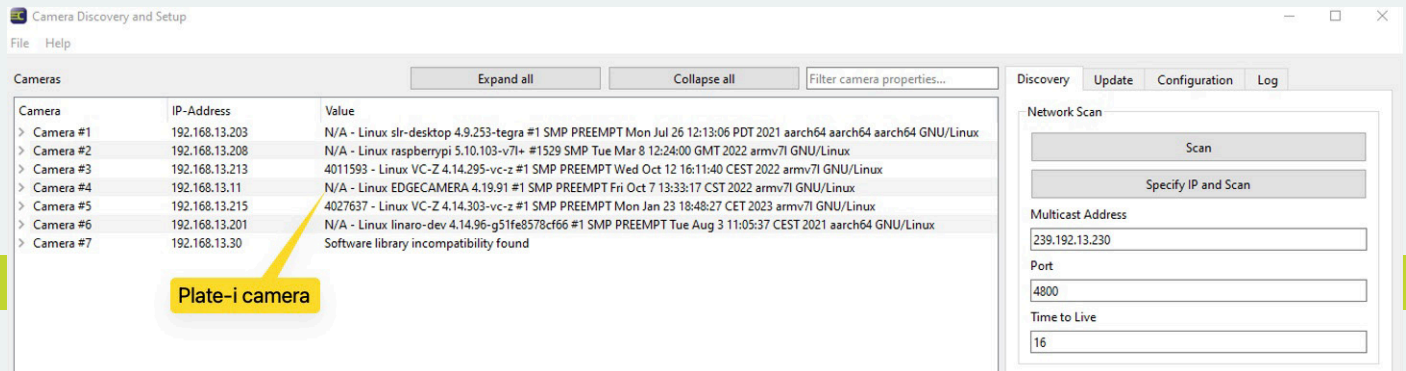 Camera Discovery and Setup
File Help
Cameras Expand all Collapse all Filter camera properties... Discovery Update Configuration Log
Camera IP-Address Value
Camera #1 192.168.13.203 N/A - Linux slr-desktop 4.9.253-tegra #1 SMP PREEMPT Mon Jul 26 12:13:06 PDT 2021 aarch64 aarch64 aarch64 GNU/Linux
Camera #2 192.168.13.208 N/A - Linux raspberrypi 5.10.103-v7l+ #1529 SMP Tue Mar 8 12:24:00 GMT 2022 armv7l GNU/Linux
Camera #3 192.168.13.213 4011593 - Linux VC-Z 4.14.295-vc-z #1 SMP PREEMPT Wed Oct 12 16:11:40 CEST 2022 armv7l GNU/Linux
Camera #4 192.168.13.11 N/A - Linux EDGECAMERA 4.19.91 #1 SMP PREEMPT Fri Oct 7 13:33:17 CST 2022 armv7l GNU/Linux
Camera #5 192.168.13.215 4027637 - Linux VC-Z 4.14.303-vc-z #1 SMP PREEMPT Mon Jan 23 18:48:27 CET 2023 armv7l GNU/Linux
Camera #6 192.168.13.201 N/A - Linux linaro-dev 4.14.96-g51fe8578cf66 #1 SMP PREEMPT Tue Aug 3 11:05:37 CEST 2021 aarch64 GNU/Linux
Camera #7 192.168.13.30 Software library incompatibility found
Plate-i camera
Network Scan
Scan
Specify IP and Scan
Multicast Address
239.192.13.230
Port
4800
Time to Live
16